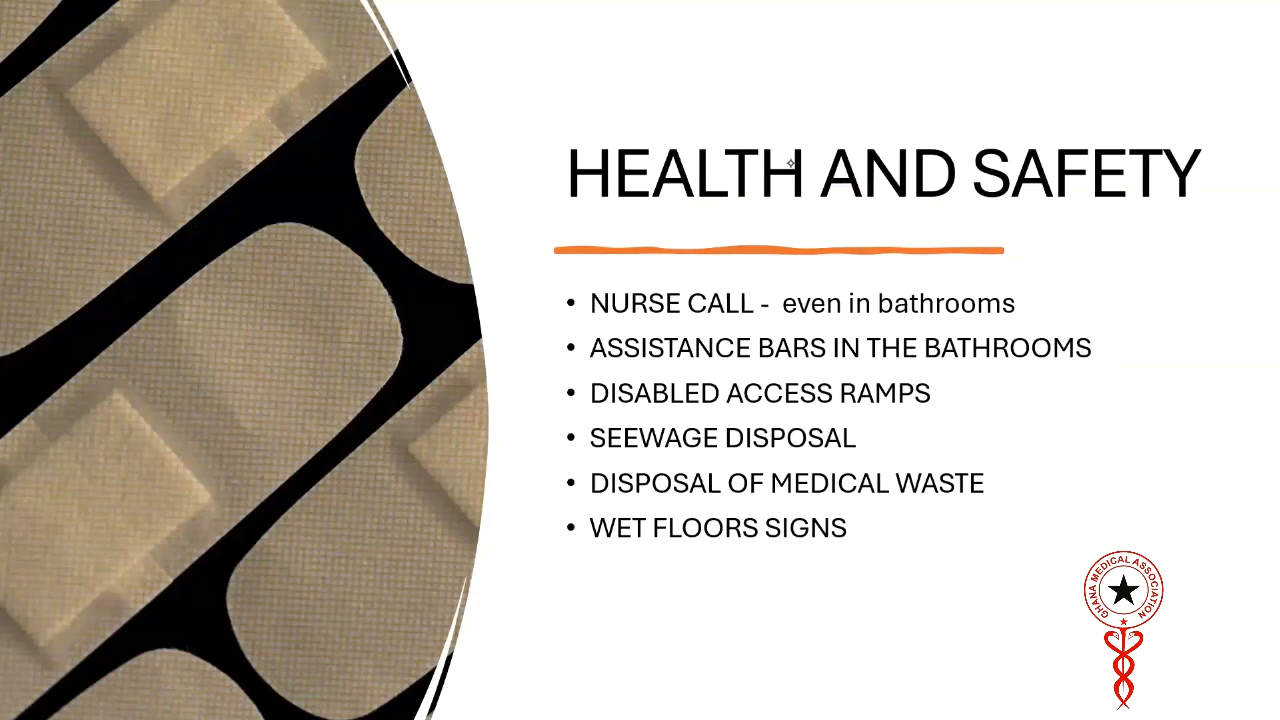 HEALTH AND SAFETY
• NURSE CALL -  even in bathrooms
• ASSISTANCE BARS IN THE BATHROOMS
• DISABLED ACCESS RAMPS
• SEEWAGE DISPOSAL
• DISPOSAL OF MEDICAL WASTE
• WET FLOORS SIGNS
GHANA MEDICAL ASSOCIATION